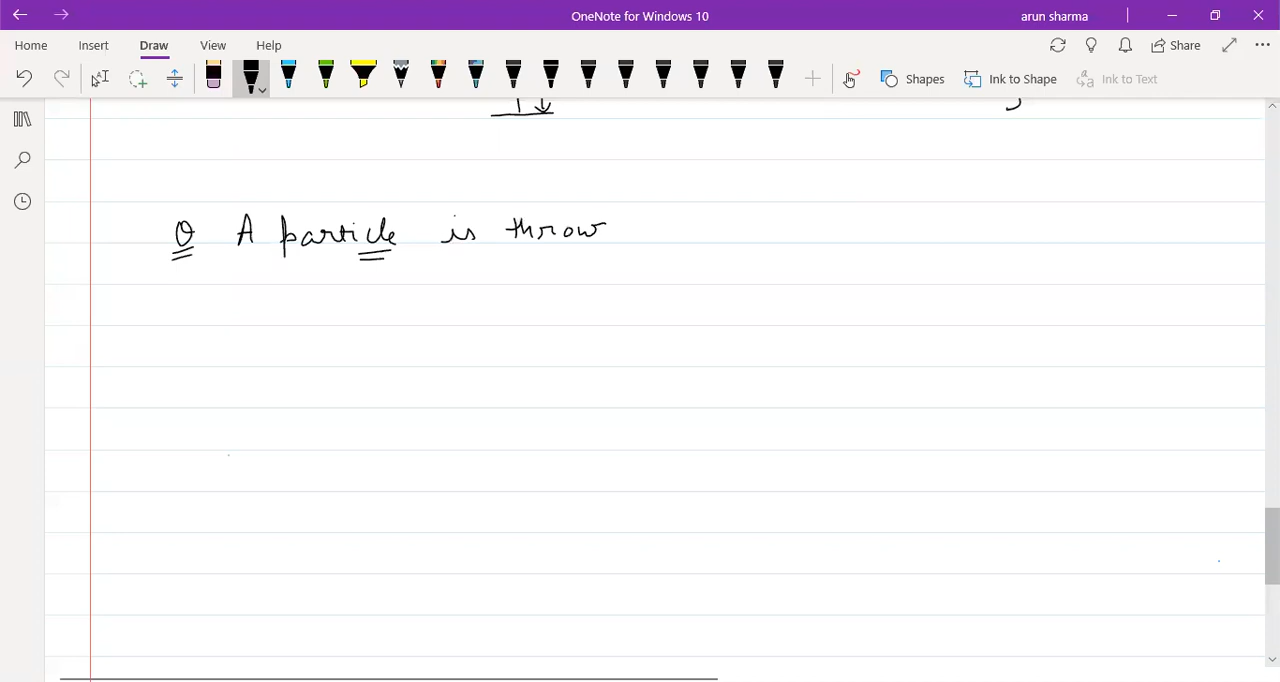 OneNote for Windows 10
arun sharma
Home Insert Draw View Help
Share
Shapes
Ink to Shape
Ink to Text
Q A particle is throw